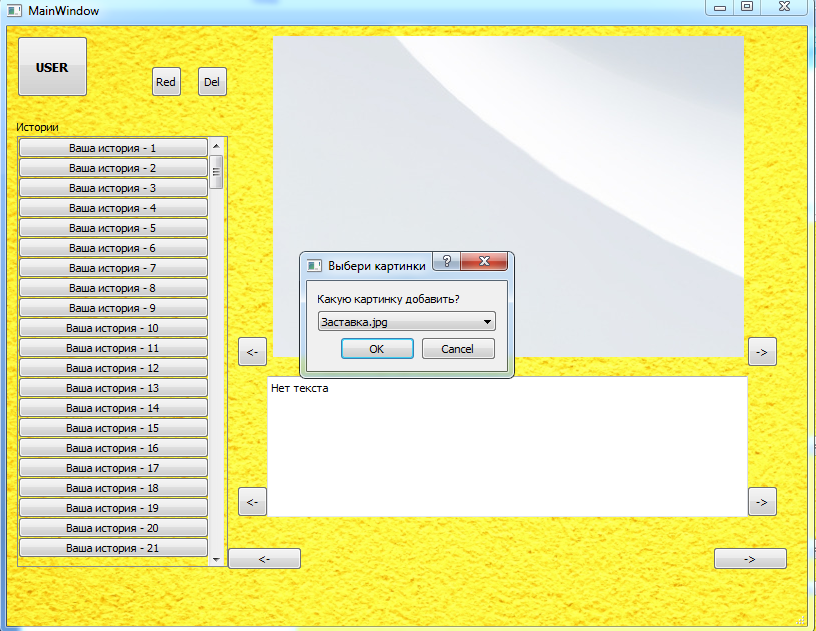 MainWindow
USER
Red
Del
Истории
Ваша история - 1
Ваша история - 2
Ваша история - 3
Ваша история - 4
Ваша история - 5
Ваша история - 6
Ваша история - 7
Ваша история - 8
Ваша история - 9
Ваша история - 10
Ваша история - 11
Ваша история - 12
Ваша история - 13
Ваша история - 14
Ваша история - 15
Ваша история - 16
Ваша история - 17
Ваша история - 18
Ваша история - 19
Ваша история - 20
Ваша история - 21
Выбери картинки
?
Какую картинку добавить?
Заставка.jpg
OK
Cancel
<-
->
Нет текста
<-
->
<-
->